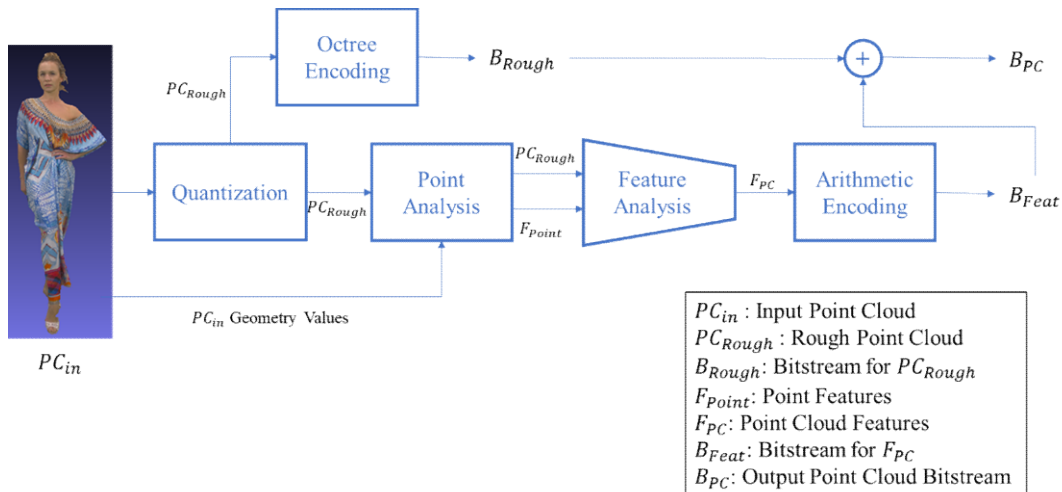 Octree
Encoding
B_Rough
+
B_PC
PC_Rough
Quantization
PC_Rough
Point
Analysis
PC_Rough
F_Point
Feature
Analysis
F_PC
Arithmetic
Encoding
B_Feat
PC_in Geometry Values
PC_in
PC_in : Input Point Cloud
PC_Rough : Rough Point Cloud
B_Rough: Bitstream for PC_Rough
F_Point: Point Features
F_PC: Point Cloud Features
B_Feat: Bitstream for F_PC
B_PC: Output Point Cloud Bitstream